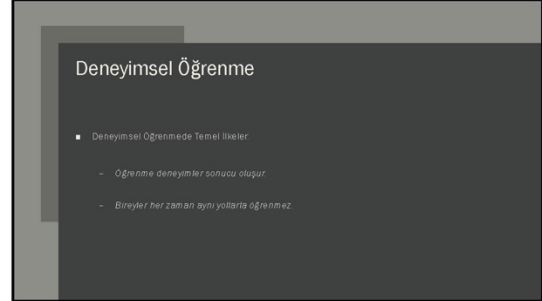 Deneyimsel Öğrenme
▪ Deneyimsel Öğrenmede Temel İlkeler:
– Öğrenme deneyimler sonucu oluşur.
– Bireyler her zaman aynı yollarla öğrenmez.